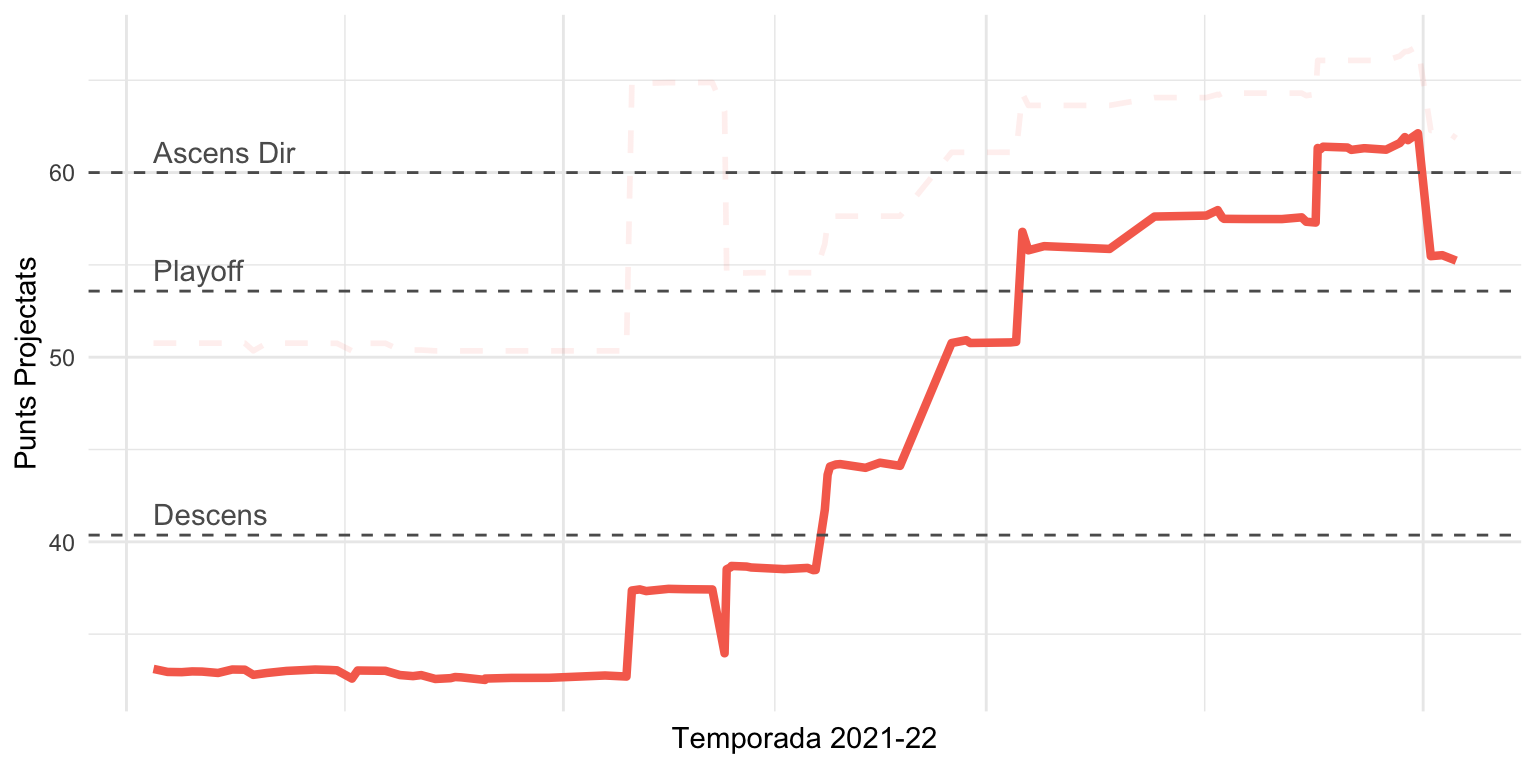 Ascens Dir
60
Playoff
50
Descens
40
Punts Projectats
Temporada 2021-22